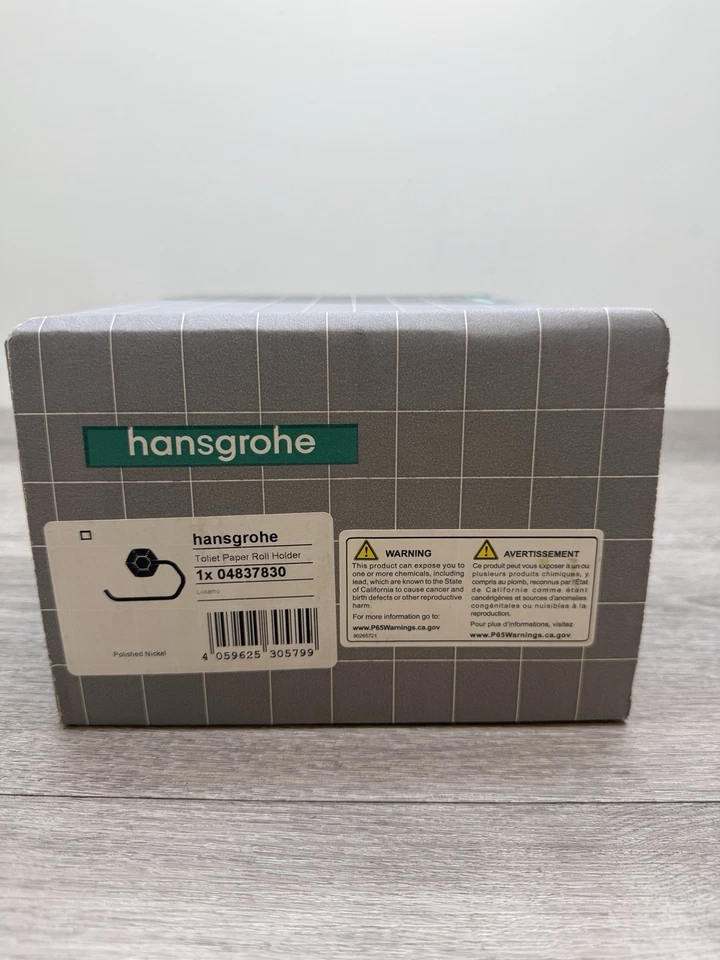 hansgrohe
hansgrohe
Toliet Paper Roll Holder
1x 04837830
Locarno
Polished Nickel
4 059625 305799
WARNING
This product can expose you to
one or more chemicals, including
lead, which are known to the State
of California to cause cancer and
birth defects or other reproductive
harm.
For more information go to:
www.P65Warnings.ca.gov
90265721
AVERTISSEMENT
Ce produit peut vous exposer à un ou
plusieurs produits chimiques, y
compris au plomb, reconnus par l'État
de Californie comme étant
cancérigènes et sources d'anomalies
congénitales ou nuisibles à la
reproduction.
Pour plus d'informations, visitez
www.P65Warnings.ca.gov